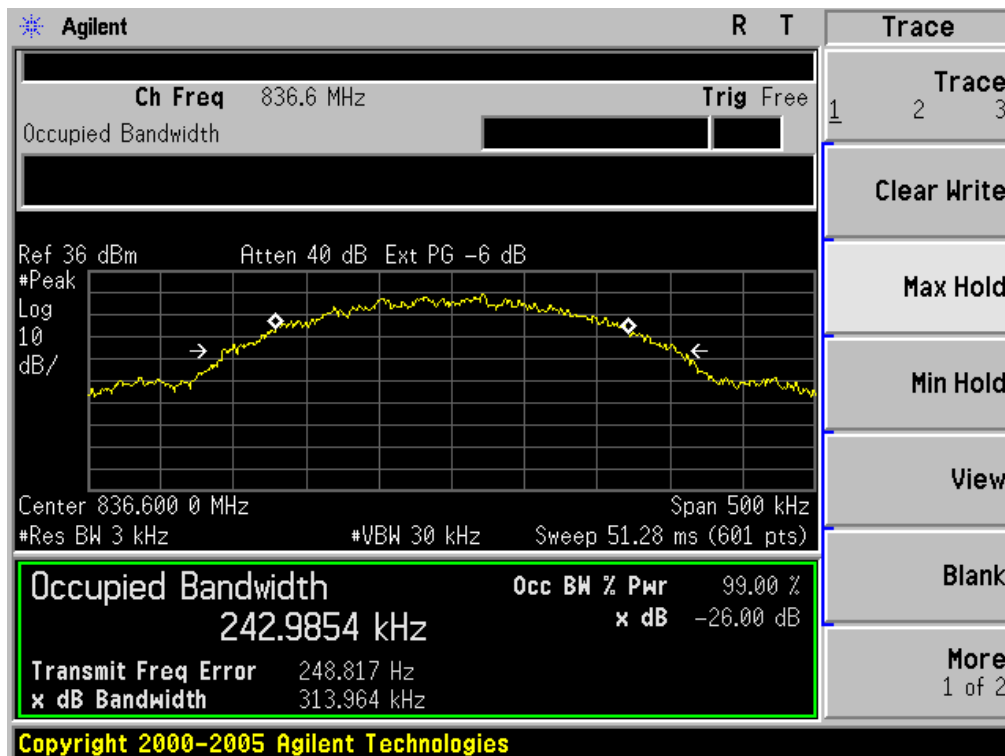 Agilent R T
Trace
Ch Freq 836.6 MHz Trig Free
Occupied Bandwidth
Trace
1 2 3
Clear Write
Max Hold
Min Hold
View
Blank
More
1 of 2
Ref 36 dBm Atten 40 dB Ext PG -6 dB
#Peak
Log
10
dB/
Center 836.600 0 MHz Span 500 kHz
#Res BW 3 kHz #VBW 30 kHz Sweep 51.28 ms (601 pts)
Occupied Bandwidth
242.9854 kHz
Occ BW % Pwr 99.00 %
x dB -26.00 dB
Transmit Freq Error 248.817 Hz
x dB Bandwidth 313.964 kHz
Copyright 2000-2005 Agilent Technologies